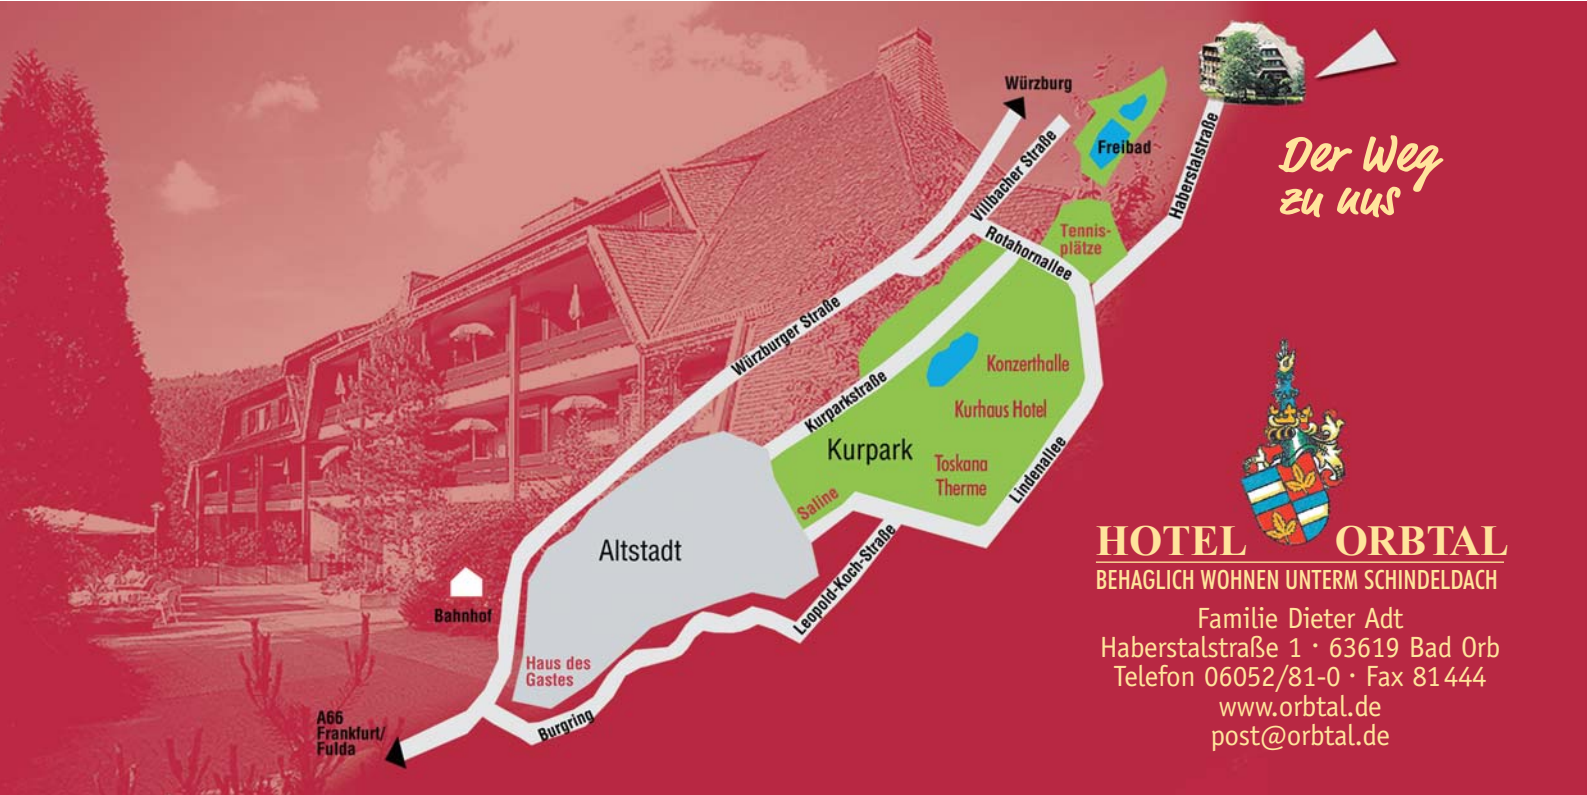 Würzburg
Villbacher Straße
Freibad
Haberstalstraße
Der Weg
zu uns
Tennis-
plätze
Rotahornallee
Würzburger Straße
Konzerthalle
Kurparkstraße
Kurhaus Hotel
Kurpark
Toskana
Therme
Lindenallee
Saline
Altstadt
Leopold-Koch-Straße
Bahnhof
Haus des
Gastes
A66
Frankfurt/
Fulda
Burgring
HOTEL ORBTAL
BEHAGLICH WOHNEN UNTERM SCHINDELDACH
Familie Dieter Adt
Haberstalstraße 1 · 63619 Bad Orb
Telefon 06052/81-0 · Fax 81 444
www.orbtal.de
post@orbtal.de